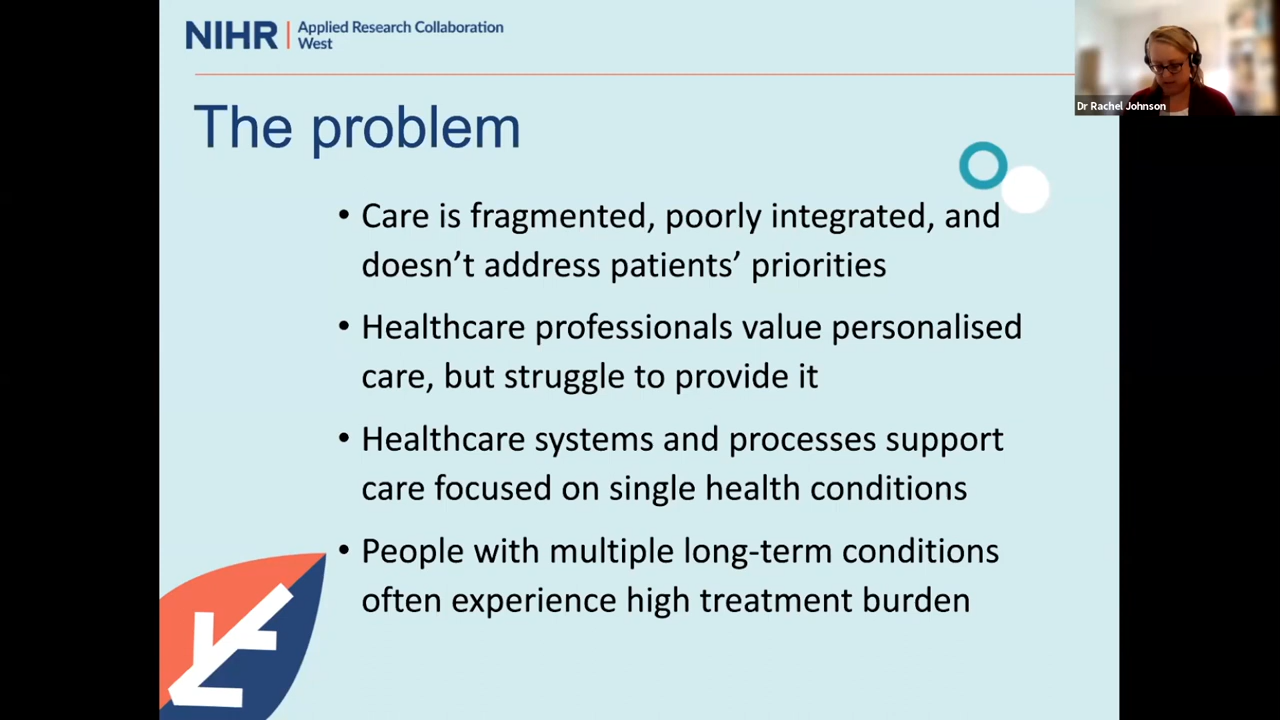 NIHR | Applied Research Collaboration
West
Dr Rachel Johnson
The problem
• Care is fragmented, poorly integrated, and
doesn’t address patients’ priorities
• Healthcare professionals value personalised
care, but struggle to provide it
• Healthcare systems and processes support
care focused on single health conditions
• People with multiple long-term conditions
often experience high treatment burden